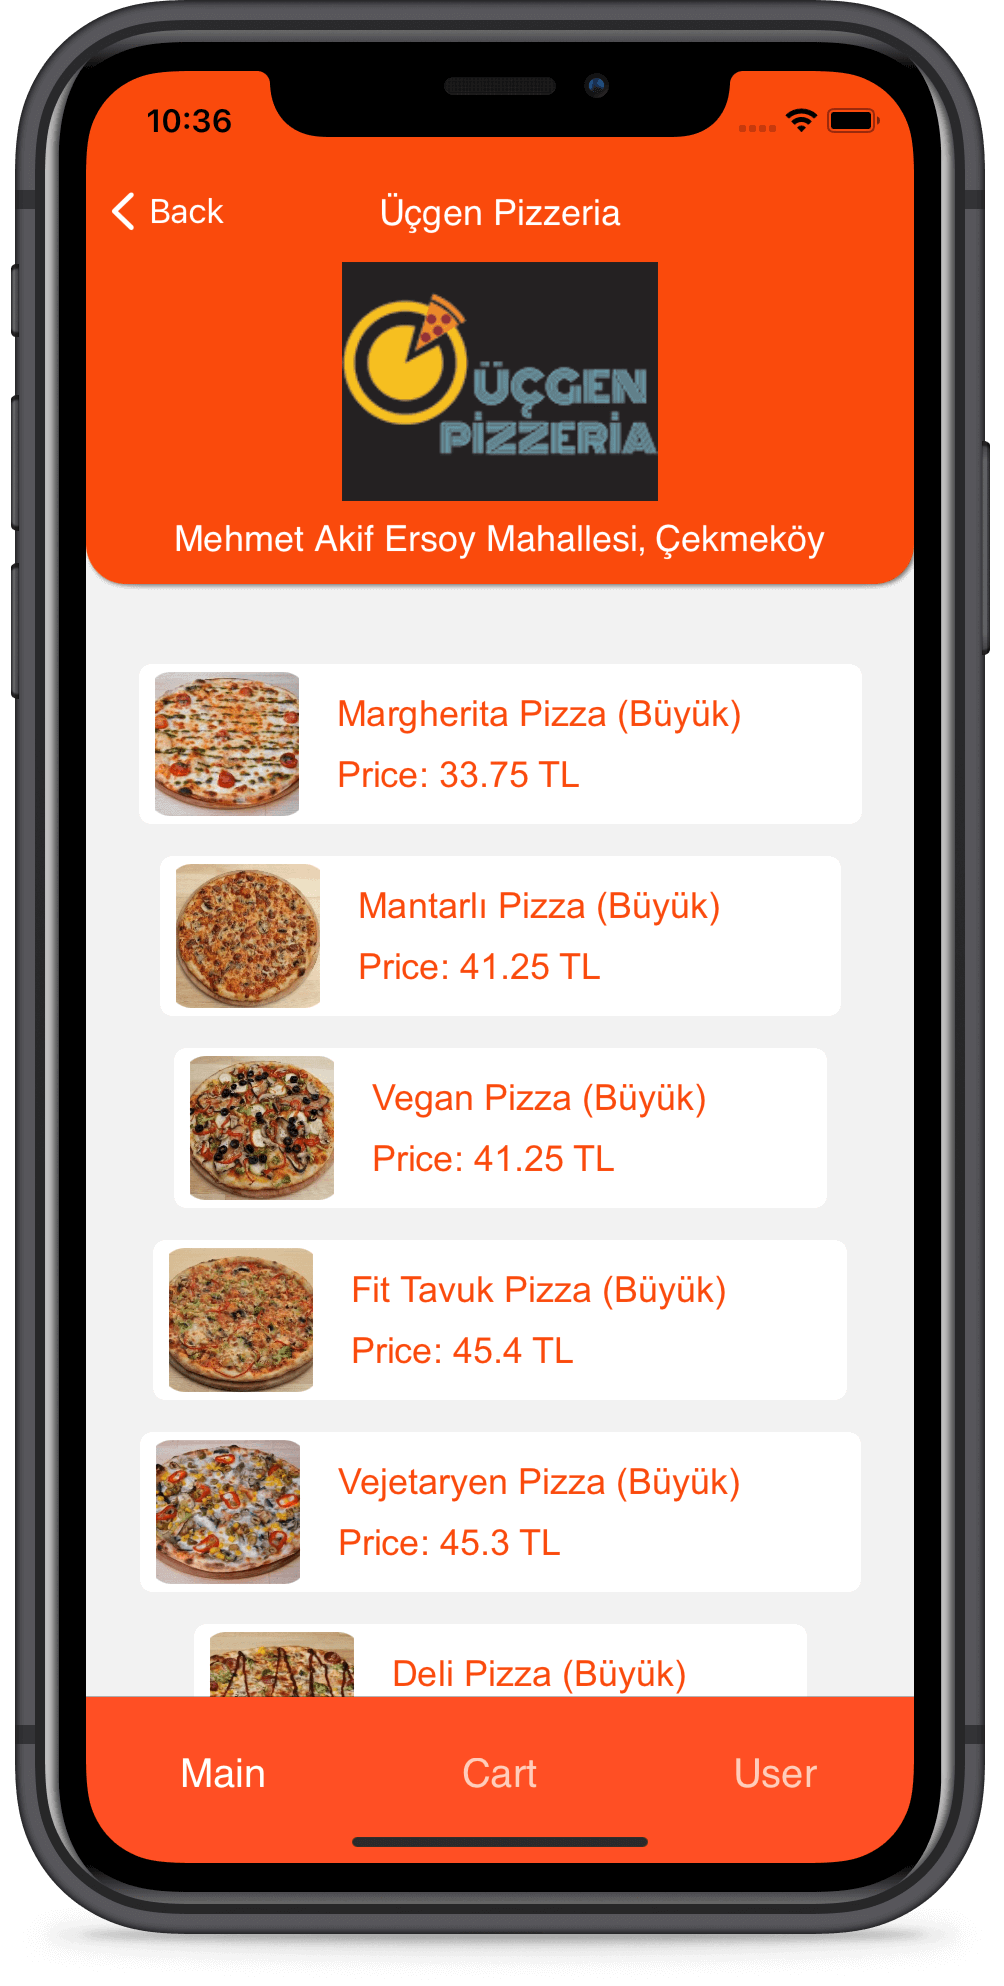 10:36
Back
Üçgen Pizzeria
ÜÇGEN
PİZZERİA
Mehmet Akif Ersoy Mahallesi, Çekmeköy
Margherita Pizza (Büyük)
Price: 33.75 TL
Mantarlı Pizza (Büyük)
Price: 41.25 TL
Vegan Pizza (Büyük)
Price: 41.25 TL
Fit Tavuk Pizza (Büyük)
Price: 45.4 TL
Vejetaryen Pizza (Büyük)
Price: 45.3 TL
Deli Pizza (Büyük)
Main
Cart
User